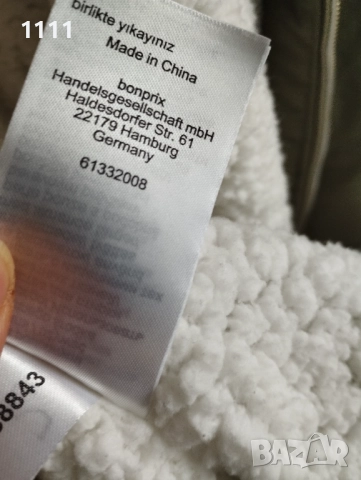 1111
birlikte yıkayınız
Made in China
bonprix
Handelsgesellschaft mbH
Haldesdorfer Str. 61
22179 Hamburg
Germany
61332008
8843
BAZAR